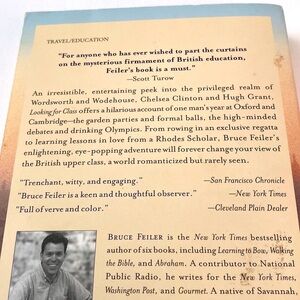 TRAVEL/EDUCATION
"For anyone who has ever wished to part the curtains
on the mysterious firmament of British education,
Feiler's book is a must."
—Scott Turow
An irresistible, entertaining peek into the privileged realm of
Wordsworth and Wodehouse, Chelsea Clinton and Hugh Grant,
Looking for Class offers a hilarious account of one man's year at Oxford and
Cambridge—the garden parties and formal balls, the high-minded
debates and drinking Olympics. From rowing in an exclusive regatta
to learning lessons in love from a Rhodes Scholar, Bruce Feiler's
enlightening, eye-popping adventure will forever change your view of
the British upper class, a world romanticized but rarely seen.
"Trenchant, witty, and engaging." —San Francisco Chronicle
"Bruce Feiler is a keen and thoughtful observer." —New York Times
"Full of verve and color." —Cleveland Plain Dealer
BRUCE FEILER is the New York Times bestselling
author of six books, including Learning to Bow, Walking
the Bible, and Abraham. A contributor to National
Public Radio, he writes for the New York Times,
Washington Post, and Gourmet. A native of Savannah,